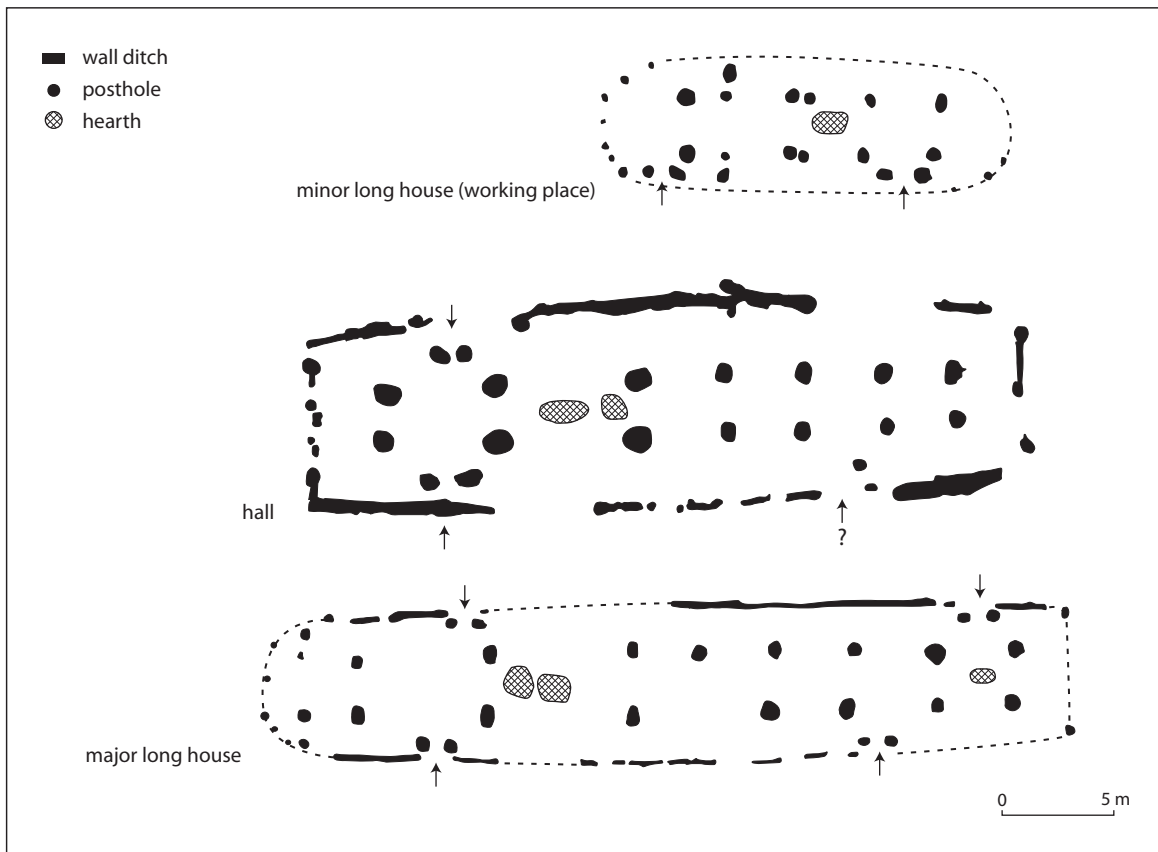 wall ditch
posthole
hearth
minor long house (working place)
hall
?
major long house
0 5 m